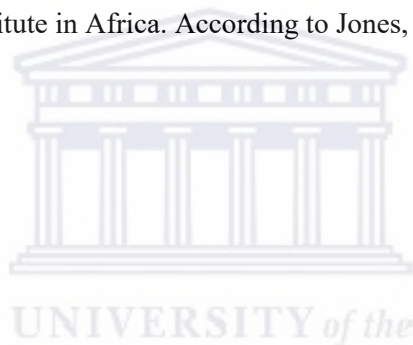 itute in Africa. According to Jones,
UNIVERSITY of the